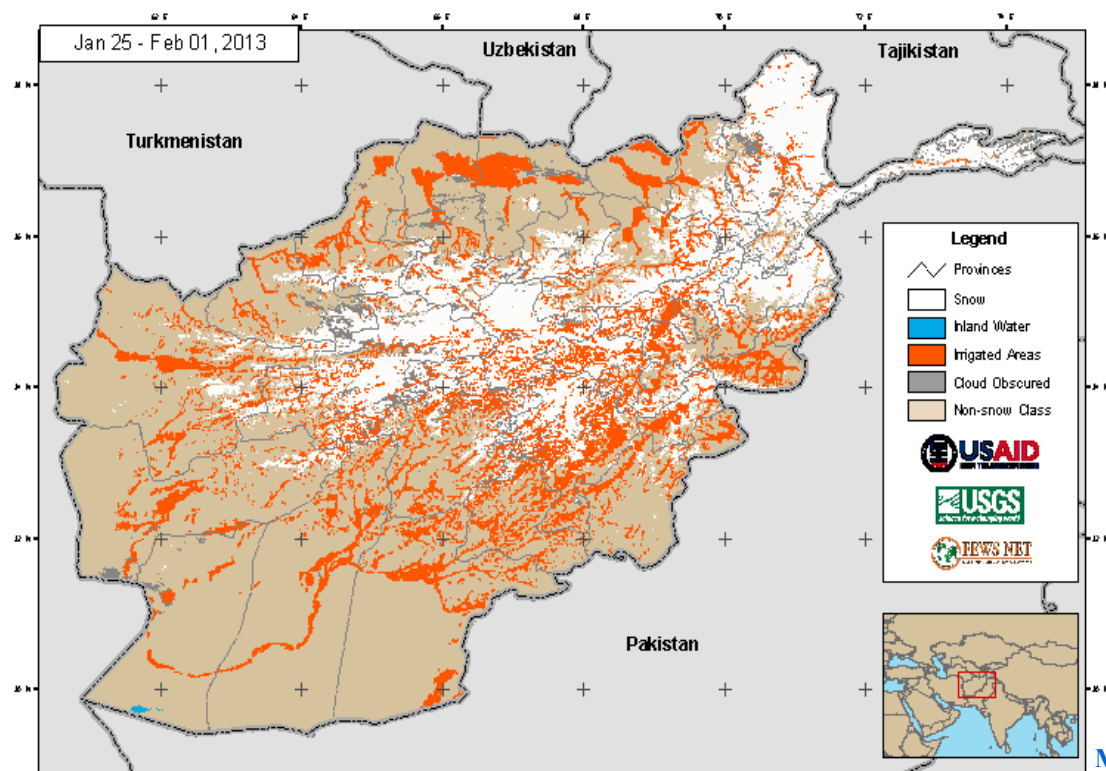 Jan 25 - Feb 01, 2013
Uzbekistan
Tajikistan
Turkmenistan
Pakistan
Legend
Provinces
Snow
Inland Water
Irrigated Areas
Cloud Obscured
Non-snow Class
USAID
USGS
FEWS NET